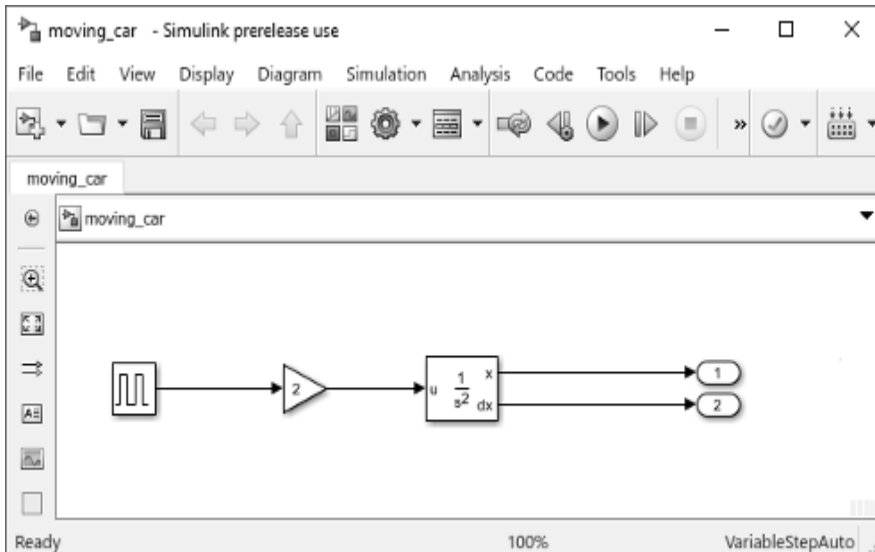 moving_car - Simulink prerelease use
File Edit View Display Diagram Simulation Analysis Code Tools Help
»
moving_car
moving_car
1
2
u 1 x
s2 dx
2
A
Ready 100% VariableStepAuto